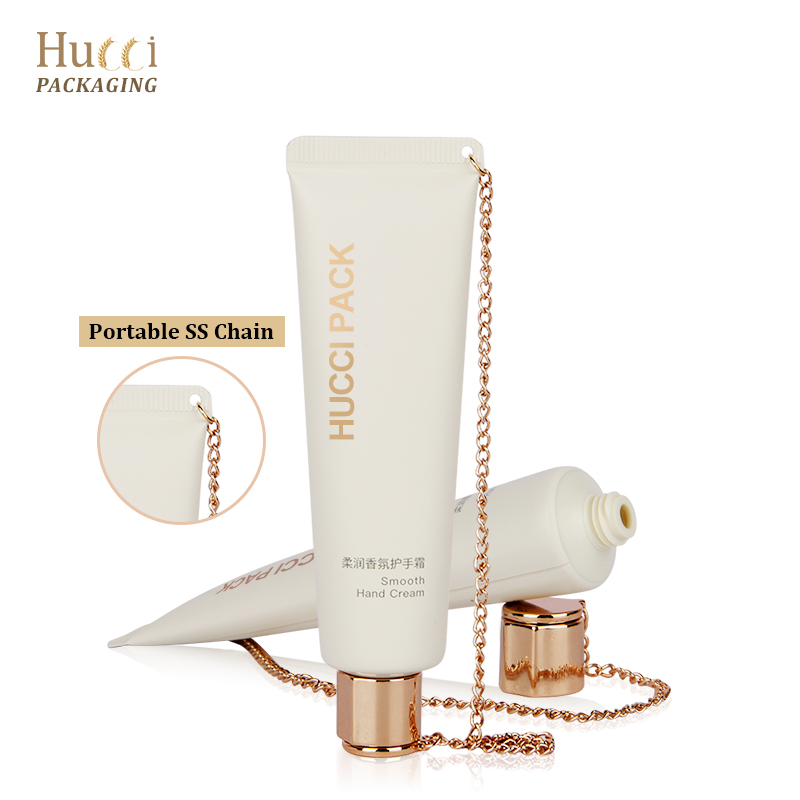 Hucci
PACKAGING
HUCCI PACK
Portable SS Chain
柔润香氛护手霜
Smooth
Hand Cream
CCI PACK